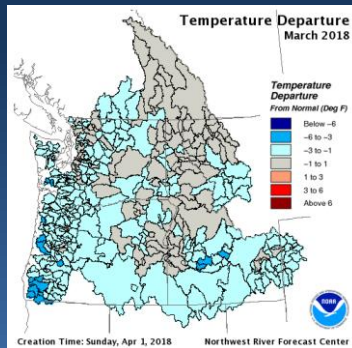 Temperature Departure
March 2018
Temperature
Departure
From Normal (Deg F)
Below -6
-6 to -3
-3 to -1
-1 to 1
1 to 3
3 to 6
Above 6
NOAA
Creation Time: Sunday, Apr 1, 2018 Northwest River Forecast Center